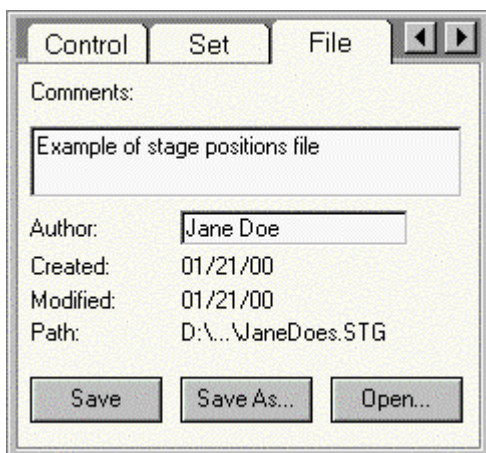 Control Set File
Comments:
Example of stage positions file
Author: Jane Doe
Created: 01/21/00
Modified: 01/21/00
Path: D:\...\JaneDoes.STG
Save Save As... Open...